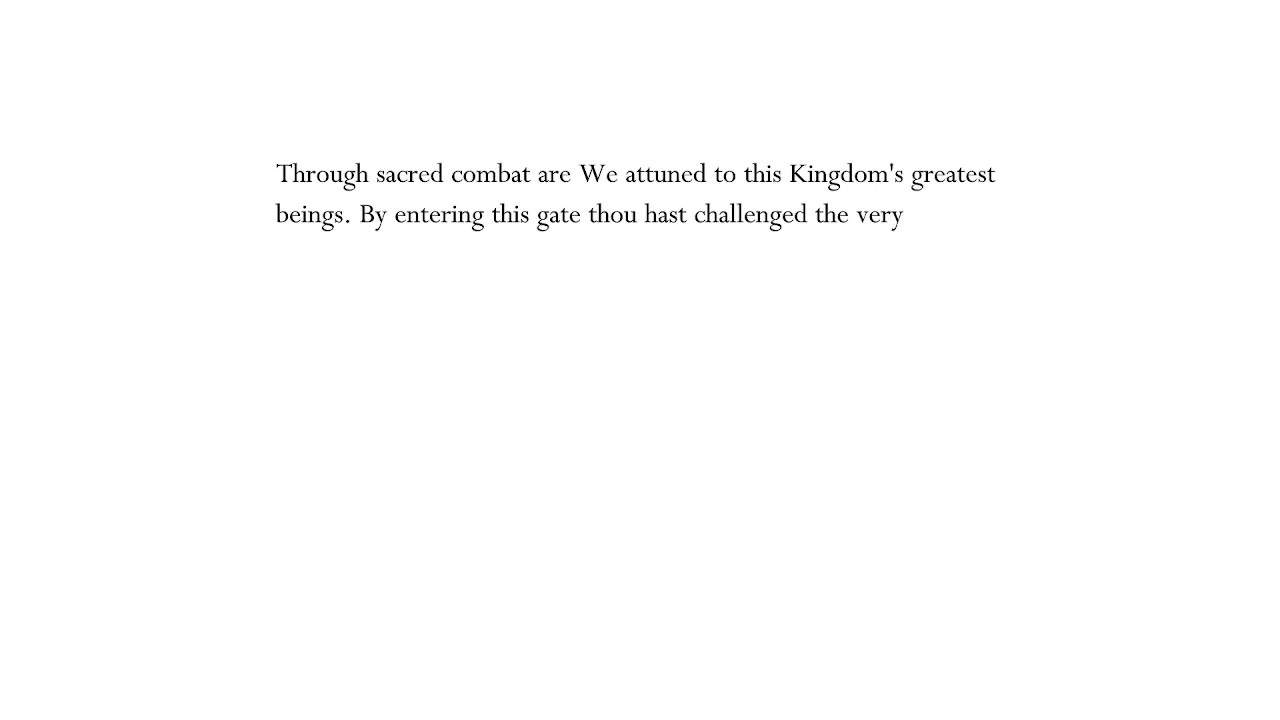 Through sacred combat are We attuned to this Kingdom's greatest
beings. By entering this gate thou hast challenged the very